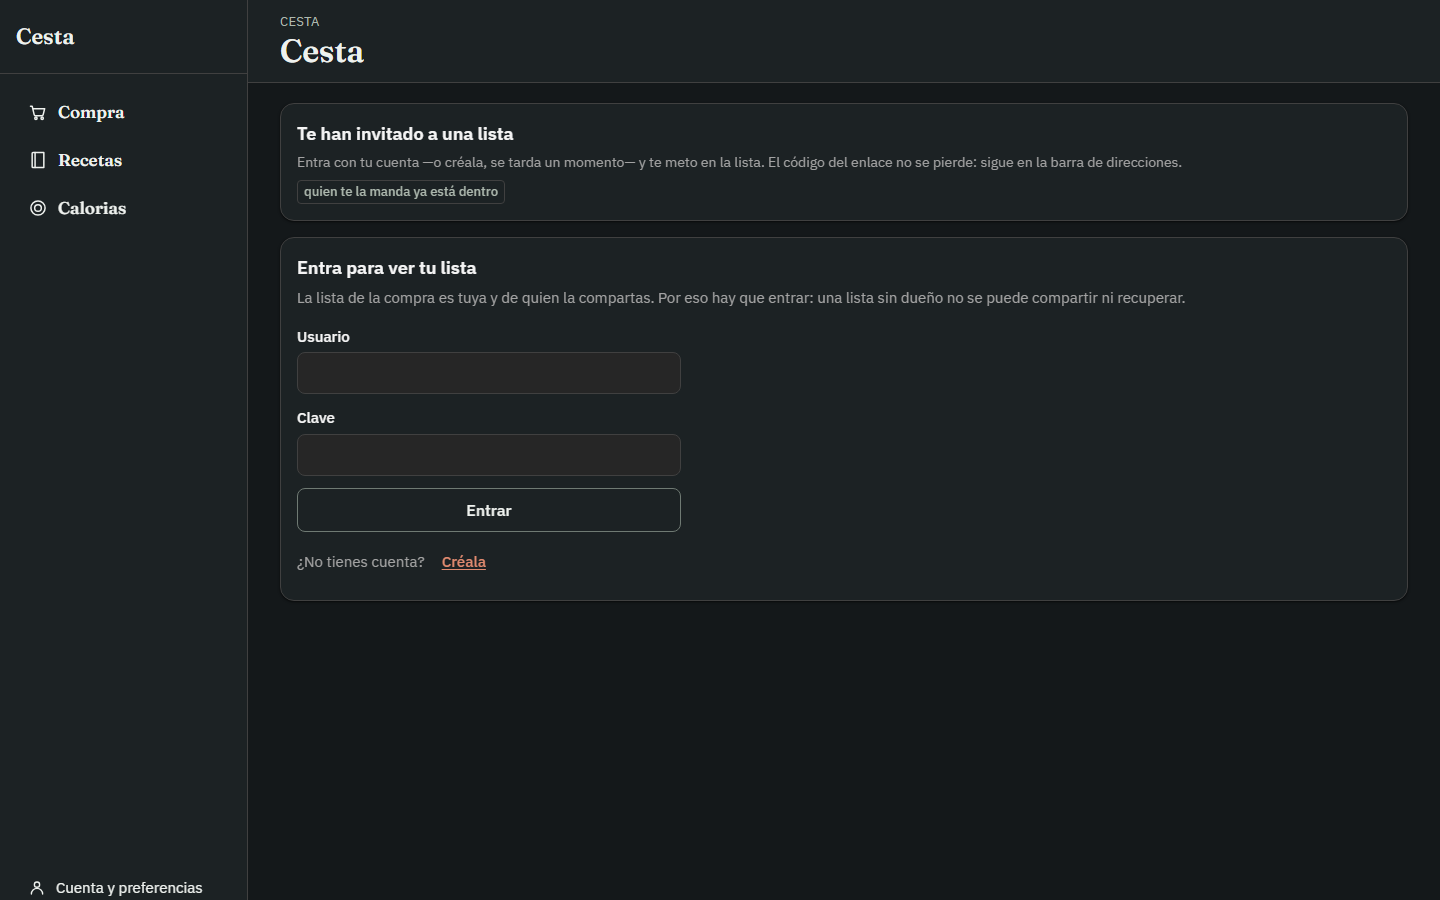 Cesta
Compra
Recetas
Calorias
Cuenta y preferencias
CESTA
Cesta
Te han invitado a una lista
Entra con tu cuenta —o créala, se tarda un momento— y te meto en la lista. El código del enlace no se pierde: sigue en la barra de direcciones.
quien te la manda ya está dentro
Entra para ver tu lista
La lista de la compra es tuya y de quien la compartas. Por eso hay que entrar: una lista sin dueño no se puede compartir ni recuperar.
Usuario
Clave
Entrar
¿No tienes cuenta? Créala